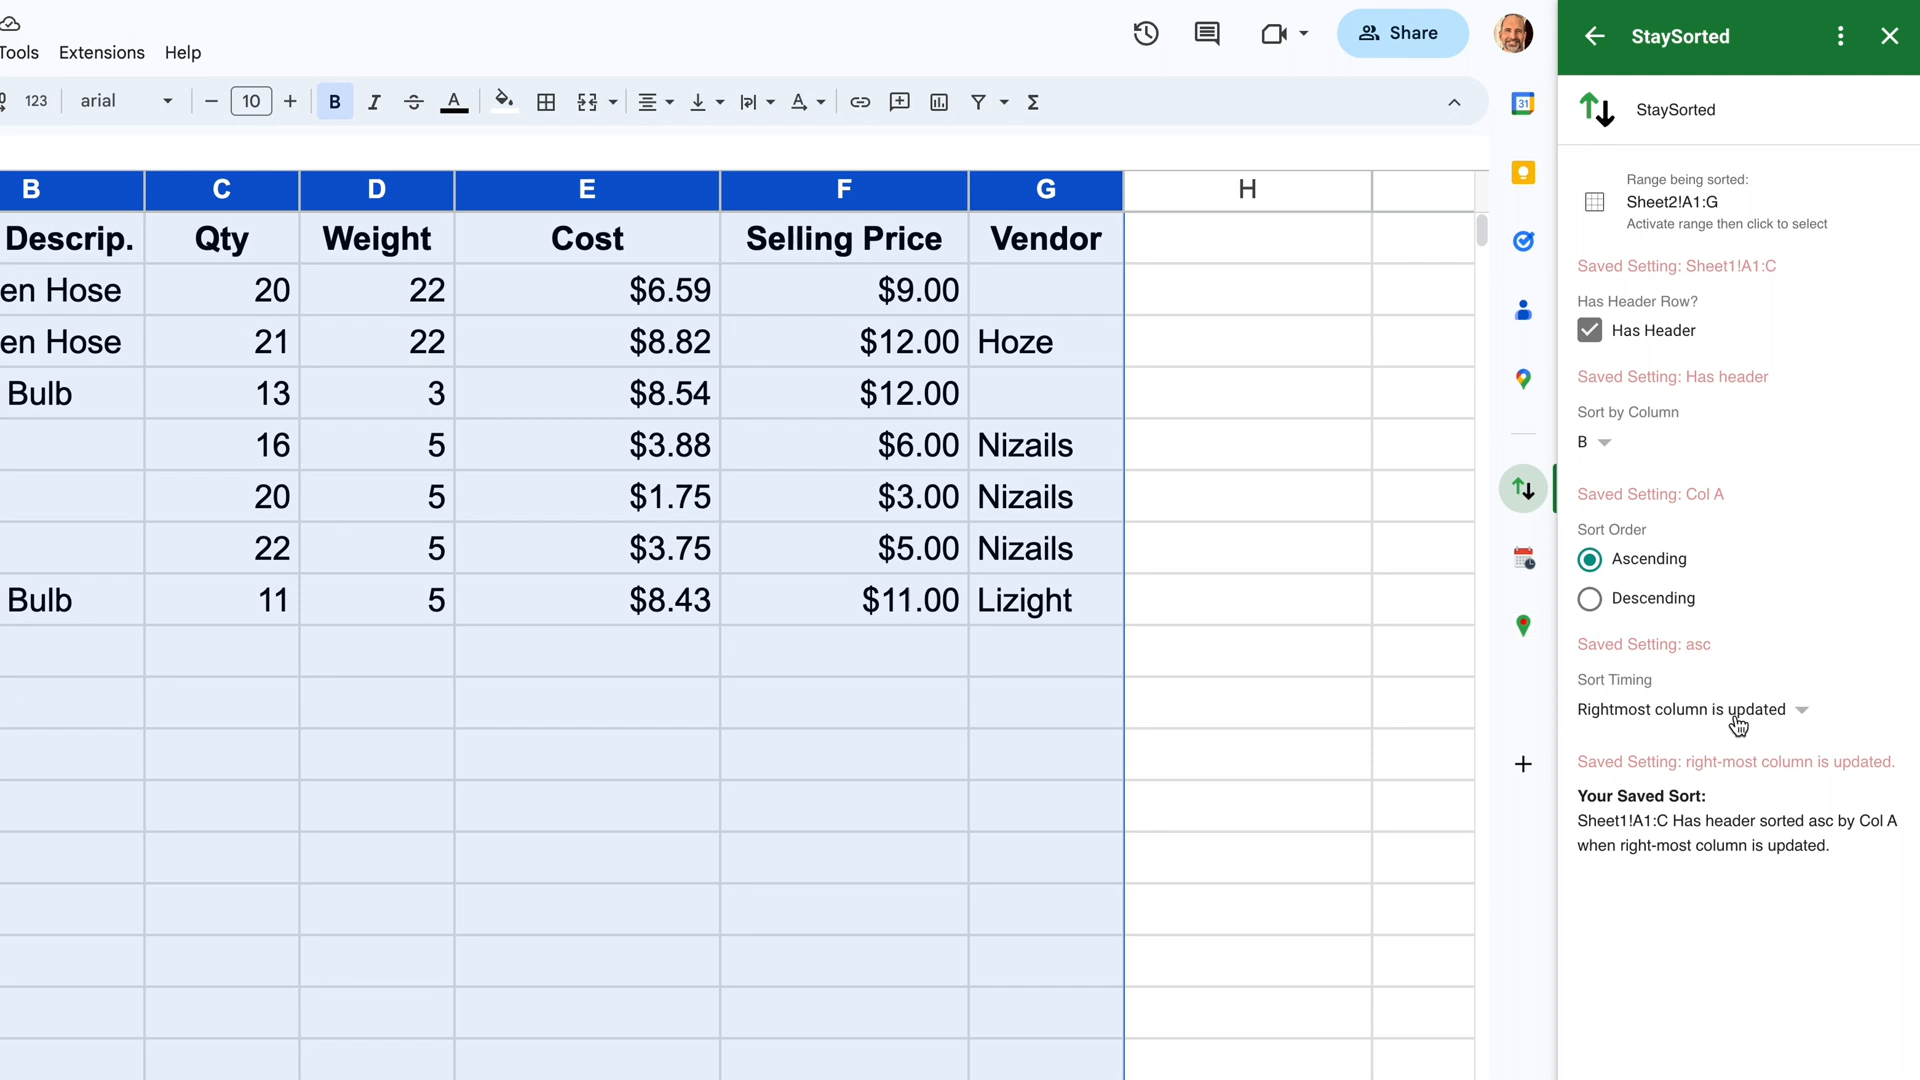 Tools Extensions Help
Share
123 arial 10 B I S A
31
B C D E F G H
Descrip. Qty Weight Cost Selling Price Vendor
en Hose 20 22 $6.59 $9.00
en Hose 21 22 $8.82 $12.00 Hoze
Bulb 13 3 $8.54 $12.00
16 5 $3.88 $6.00 Nizails
20 5 $1.75 $3.00 Nizails
22 5 $3.75 $5.00 Nizails
Bulb 11 5 $8.43 $11.00 Lizight
StaySorted
StaySorted
Range being sorted:
Sheet2!A1:G
Activate range then click to select
Saved Setting: Sheet1!A1:C
Has Header Row?
Has Header
Saved Setting: Has header
Sort by Column
B
Saved Setting: Col A
Sort Order
Ascending
Descending
Saved Setting: asc
Sort Timing
Rightmost column is updated
Saved Setting: right-most column is updated.
Your Saved Sort:
Sheet1!A1:C Has header sorted asc by Col A
when right-most column is updated.